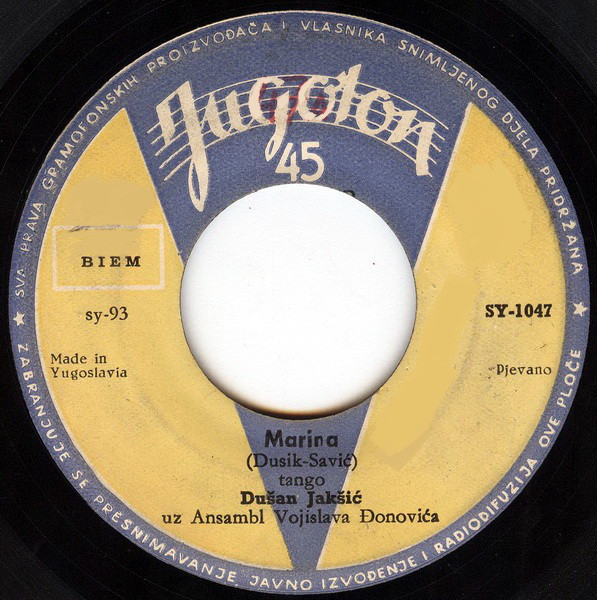 SVA PRAVA GRAMOFONSKIH PROIZVOĐAČA I VLASNIKA SNIMLJENOG DJELA PRIDRŽANA
Jugoton
45
BIEM
sy-93
SY-1047
Made in
Yugoslavia
Pjevano
Marina
(Dusik-Savić)
tango
Dušan Jakšić
uz Ansambl Vojislava Đonovića
ZABRANJUJE SE PRESNIMAVANJE JAVNO IZVOĐENJE I RADIODIFUZIJA OVE PLOČE